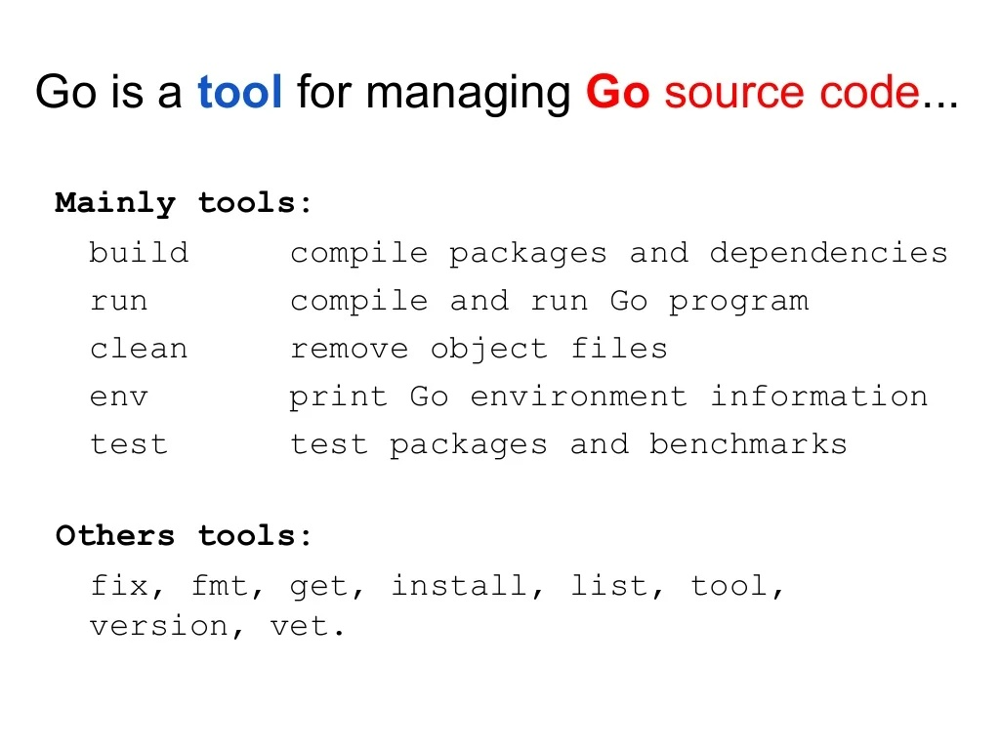 Go is a tool for managing Go source code...
Mainly tools:
build compile packages and dependencies
run compile and run Go program
clean remove object files
env print Go environment information
test test packages and benchmarks
Others tools:
fix, fmt, get, install, list, tool,
version, vet.